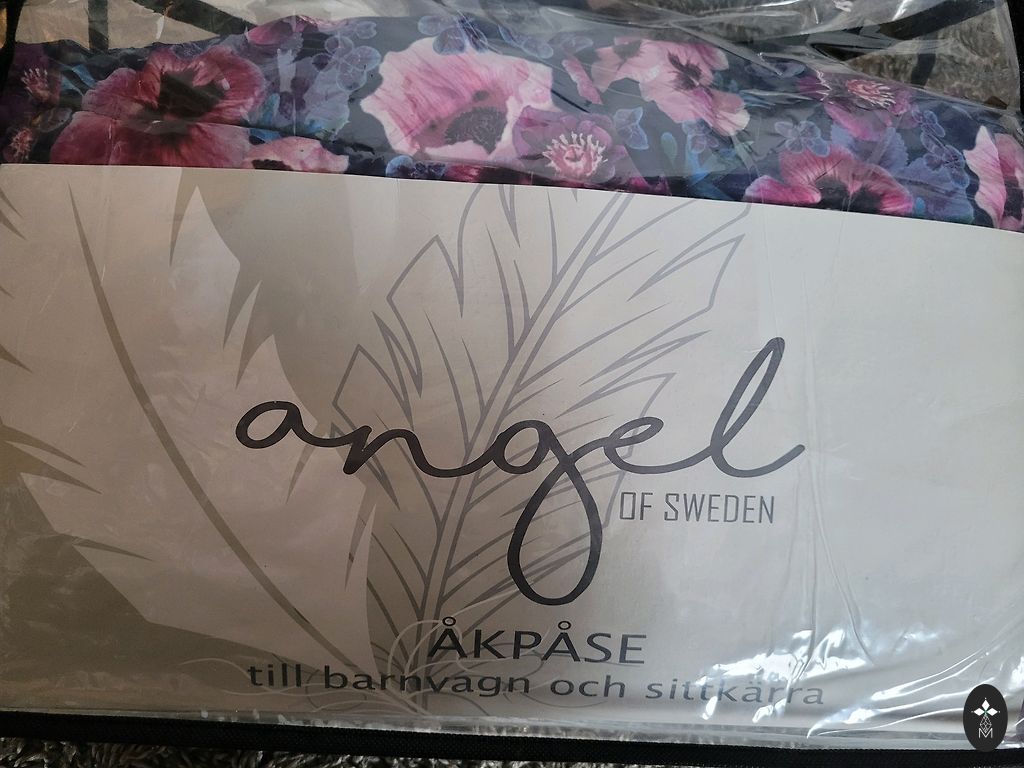 angel
OF SWEDEN
ÅKPÅSE
till barnvagn och sittkärra
M